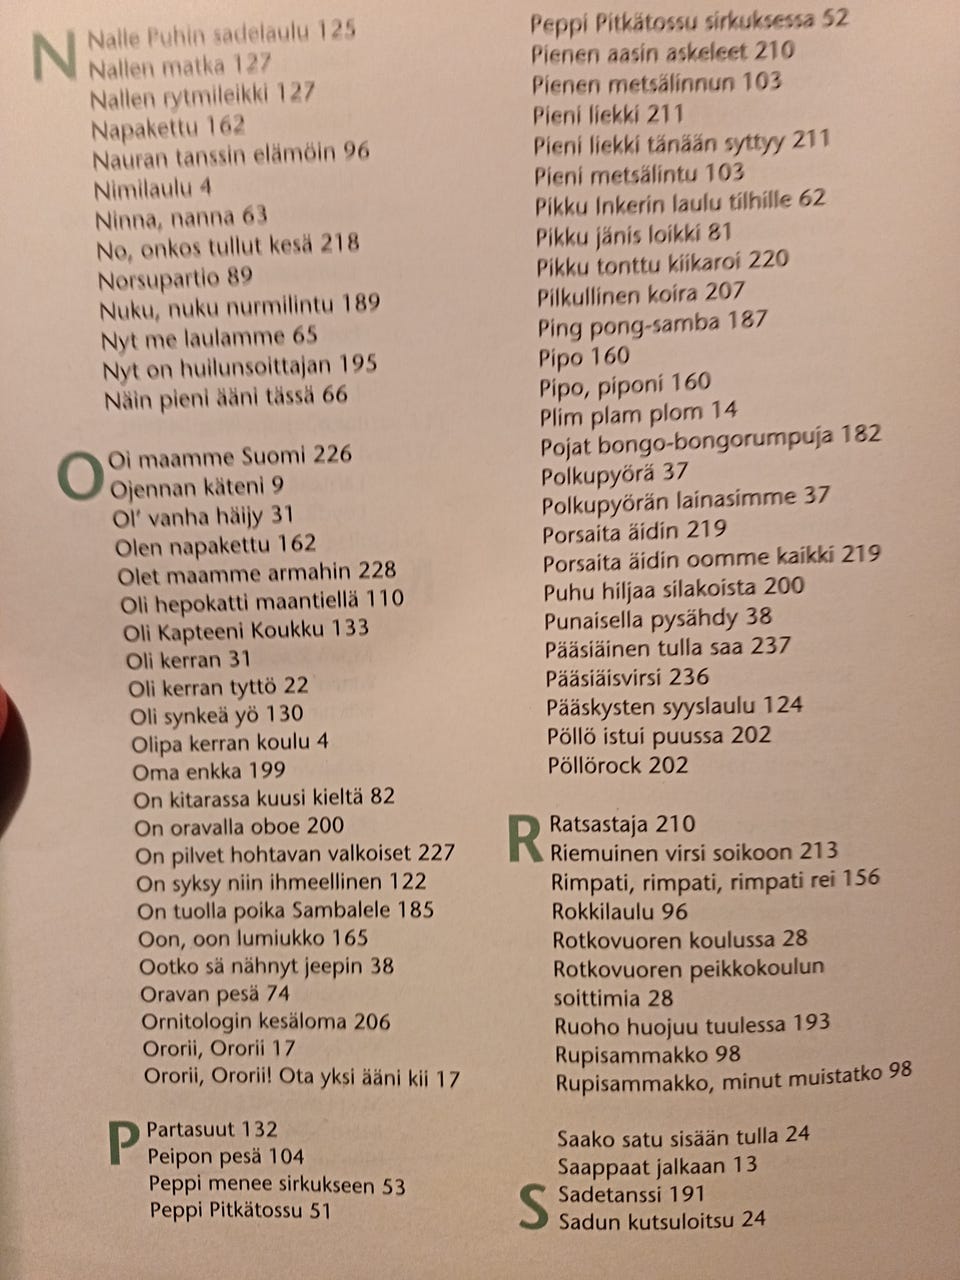 N
Nalle Puhin sadelaulu 125
Nallen matka 127
Nallen rytmileikki 127
Napakettu 162
Nauran tanssin elämöin 96
Nimilaulu 4
Ninna, nanna 63
No, onkos tullut kesä 218
Norsupartio 89
Nuku, nuku nurmilintu 189
Nyt me laulamme 65
Nyt on huilunsoittajan 195
Näin pieni ääni tässä 66
O
Oi maamme Suomi 226
Ojennan käteni 9
Ol' vanha häijy 31
Olen napakettu 162
Olet maamme armahin 228
Oli hepokatti maantiellä 110
Oli Kapteeni Koukku 133
Oli kerran 31
Oli kerran tyttö 22
Oli synkeä yö 130
Olipa kerran koulu 4
Oma enkka 199
On kitarassa kuusi kieltä 82
On oravalla oboe 200
On pilvet hohtavan valkoiset 227
On syksy niin ihmeellinen 122
On tuolla poika Sambalele 185
Oon, oon lumiukko 165
Ootko sä nähnyt jeepin 38
Oravan pesä 74
Ornitologin kesäloma 206
Ororii, Ororii 17
Ororii, Ororii! Ota yksi ääni kii 17
P
Partasuut 132
Peipon pesä 104
Peppi menee sirkukseen 53
Peppi Pitkätossu 51
Peppi Pitkätossu sirkuksessa 52
Pienen aasin askeleet 210
Pienen metsälinnun 103
Pieni liekki 211
Pieni liekki tänään syttyy 211
Pieni metsälintu 103
Pikku Inkerin laulu tilhille 62
Pikku jänis loikki 81
Pikku tonttu kiikaroi 220
Pilkullinen koira 207
Ping pong-samba 187
Pipo 160
Pipo, piponi 160
Plim plam plom 14
Pojat bongo-bongorumpuja 182
Polkupyörä 37
Polkupyörän lainasimme 37
Porsaita äidin 219
Porsaita äidin oomme kaikki 219
Puhu hiljaa silakoista 200
Punaisella pysähdy 38
Pääsiäinen tulla saa 237
Pääsiäisvirsi 236
Pääskysten syyslaulu 124
Pöllö istui puussa 202
Pöllörock 202
R
Ratsastaja 210
Riemuinen virsi soikoon 213
Rimpati, rimpati, rimpati rei 156
Rokkilaulu 96
Rotkovuoren koulussa 28
Rotkovuoren peikkokoulun
soittimia 28
Ruoho huojuu tuulessa 193
Rupisammakko 98
Rupisammakko, minut muistatko 98
S
Saako satu sisään tulla 24
Saappaat jalkaan 13
Sadetanssi 191
Sadun kutsuloitsu 24